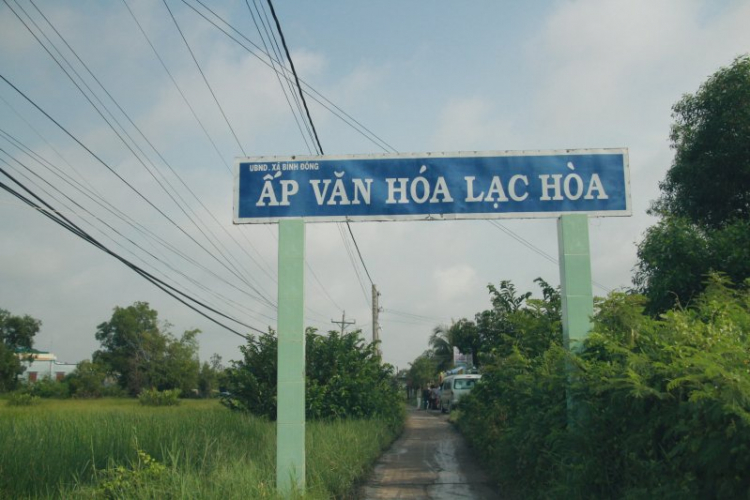 UBND. XÃ BÌNH ĐÔNG
ẤP VĂN HÓA LẠC HÒA